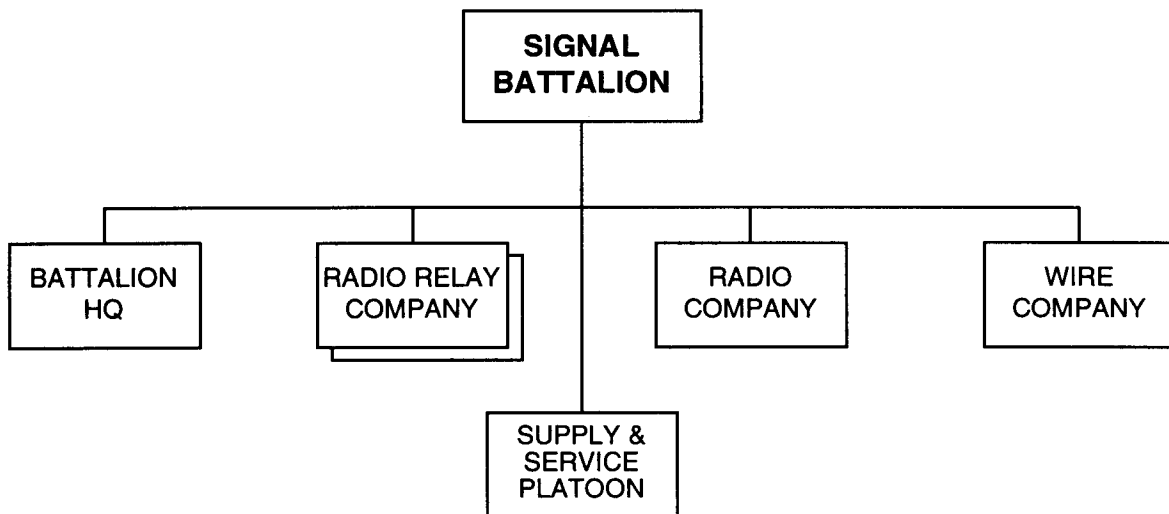 SIGNAL
BATTALION
BATTALION
HQ
RADIO RELAY
COMPANY
RADIO
COMPANY
WIRE
COMPANY
SUPPLY &
SERVICE
PLATOON